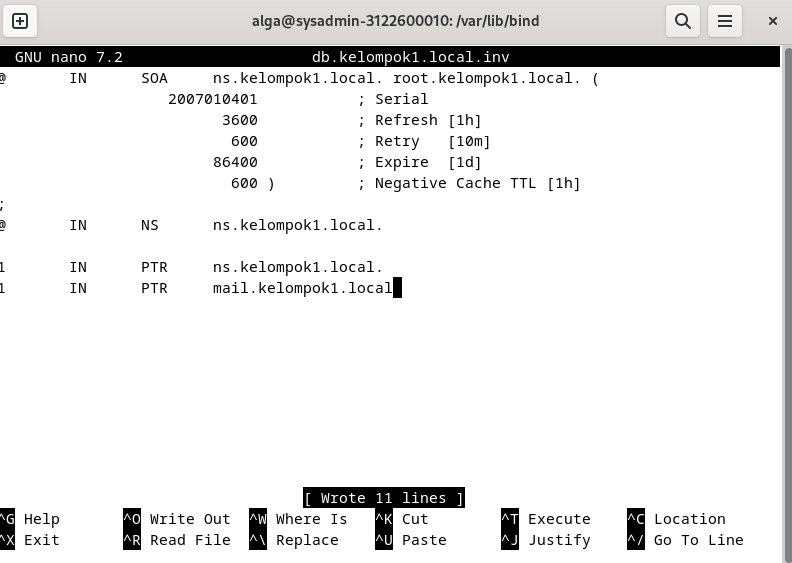 alga@sysadmin-3122600010: /var/lib/bind
GNU nano 7.2 db.kelompok1.local.inv
@ IN SOA ns.kelompok1.local. root.kelompok1.local. (
2007010401 ; Serial
3600 ; Refresh [1h]
600 ; Retry [10m]
86400 ; Expire [1d]
600 ) ; Negative Cache TTL [1h]
;
@ IN NS ns.kelompok1.local.
1 IN PTR ns.kelompok1.local.
1 IN PTR mail.kelompok1.local
[ Wrote 11 lines ]
^G Help ^O Write Out ^W Where Is ^K Cut ^T Execute ^C Location
^X Exit ^R Read File ^\ Replace ^U Paste ^J Justify ^/ Go To Line